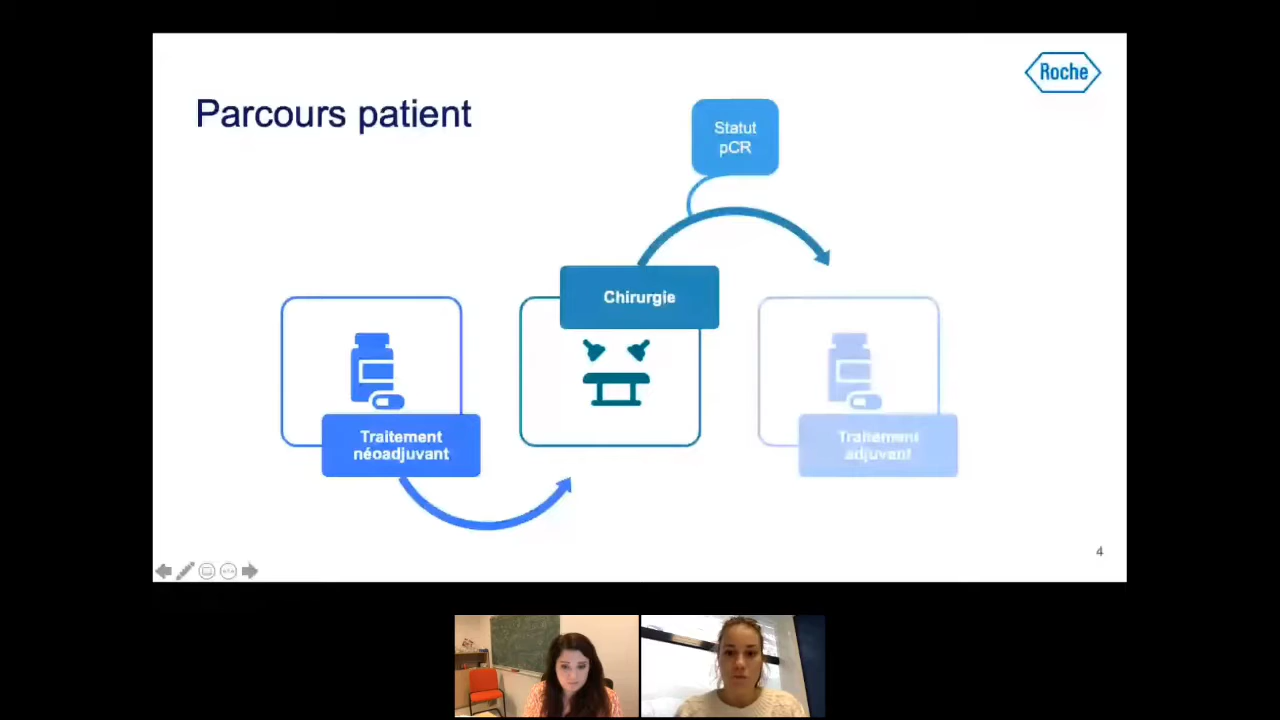 Roche
Parcours patient
Statut
pCR
Chirurgie
Traitement
néoadjuvant
Traitement
adjuvant
4